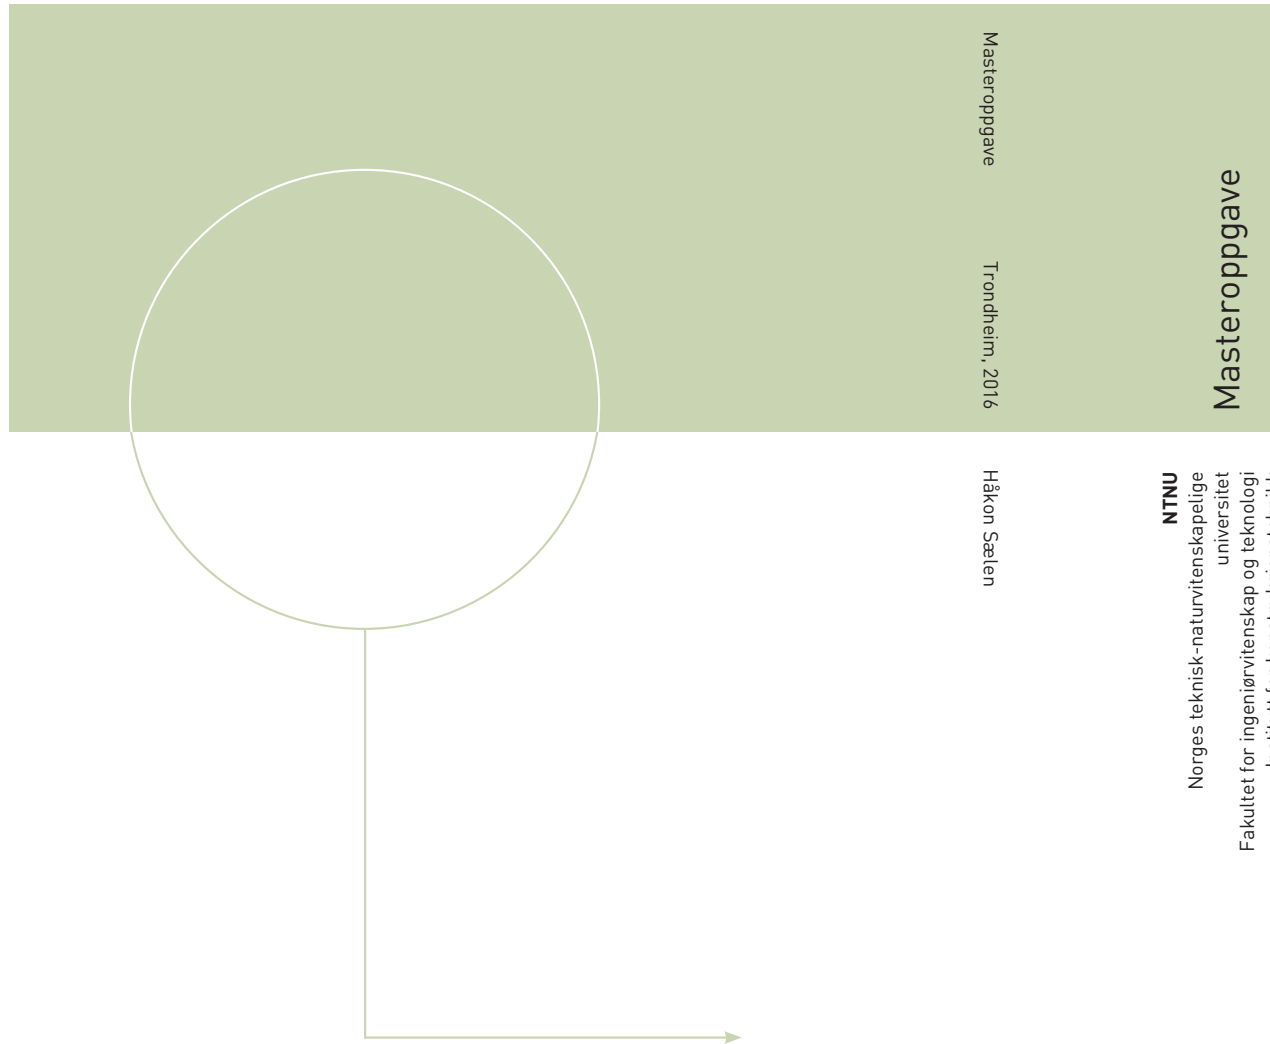 Masteroppgave
Trondheim, 2016
Håkon Sælen
Masteroppgave
NTNU
Norges teknisk-naturvitenskapelige
universitet
Fakultet for ingeniørvitenskap og teknologi